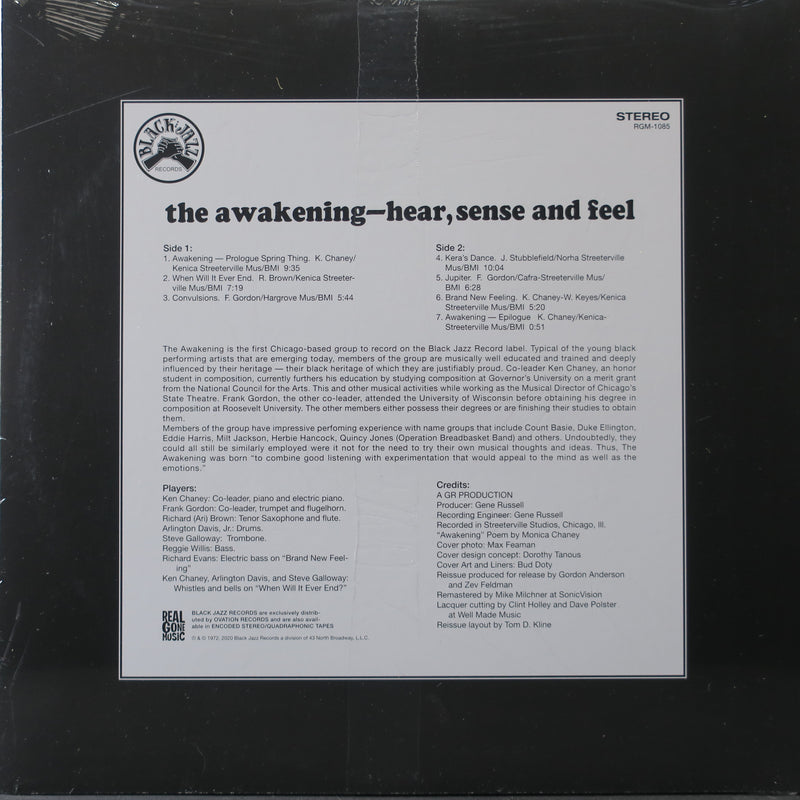 BLACK JAZZ
RECORDS
STEREO
RGM-1085
the awakening—hear, sense and feel
Side 1:
1. Awakening — Prologue Spring Thing. K. Chaney/
Kenica Streeterville Mus/BMI 9:35
2. When Will It Ever End. R. Brown/Kenica Streeter-
ville Mus/BMI 7:19
3. Convulsions. F. Gordon/Hargrove Mus/BMI 5:44
Side 2:
4. Kera's Dance. J. Stubblefield/Norha Streeterville
Mus/BMI 10:04
5. Jupiter. F. Gordon/Cafra-Streeterville Mus/
BMI 6:28
6. Brand New Feeling. K. Chaney-W. Keyes/Kenica
Streeterville Mus/BMI 5:20
7. Awakening — Epilogue K. Chaney/Kenica-
Streeterville Mus/BMI 0:51
The Awakening is the first Chicago-based group to record on the Black Jazz Record label. Typical of the young black
performing artists that are emerging today, members of the group are musically well educated and trained and deeply
influenced by their heritage — their black heritage of which they are justifiably proud. Co-leader Ken Chaney, an honor
student in composition, currently furthers his education by studying composition at Governor's University on a merit grant
from the National Council for the Arts. This and other musical activities while working as the Musical Director of Chicago's
State Theatre. Frank Gordon, the other co-leader, attended the University of Wisconsin before obtaining his degree in
composition at Roosevelt University. The other members either possess their degrees or are finishing their studies to obtain
them.
Members of the group have impressive perfoming experience with name groups that include Count Basie, Duke Ellington,
Eddie Harris, Milt Jackson, Herbie Hancock, Quincy Jones (Operation Breadbasket Band) and others. Undoubtedly, they
could all still be similarly employed were it not for the need to try their own musical thoughts and ideas. Thus, The
Awakening was born "to combine good listening with experimentation that would appeal to the mind as well as the
emotions."
Players:
Ken Chaney: Co-leader, piano and electric piano.
Frank Gordon: Co-leader, trumpet and flugelhorn.
Richard (Ari) Brown: Tenor Saxophone and flute.
Arlington Davis, Jr.: Drums.
Steve Galloway: Trombone.
Reggie Willis: Bass.
Richard Evans: Electric bass on "Brand New Feel-
ing"
Ken Chaney, Arlington Davis, and Steve Galloway:
Whistles and bells on "When Will It Ever End?"
Credits:
A GR PRODUCTION
Producer: Gene Russell
Recording Engineer: Gene Russell
Recorded in Streeterville Studios, Chicago, Ill.
"Awakening" Poem by Monica Chaney
Cover photo: Max Feaman
Cover design concept: Dorothy Tanous
Cover Art and Liners: Bud Doty
Reissue produced for release by Gordon Anderson
and Zev Feldman
Remastered by Mike Milchner at SonicVision
Lacquer cutting by Clint Holley and Dave Polster
at Well Made Music
Reissue layout by Tom D. Kline
REAL
GONE
MUSIC
BLACK JAZZ RECORDS are exclusively distrib-
uted by OVATION RECORDS and are also avail-
able in ENCODED STEREO/QUADRAPHONIC TAPES
℗ & © 1972, 2020 Black Jazz Records a division of 43 North Broadway, L.L.C.